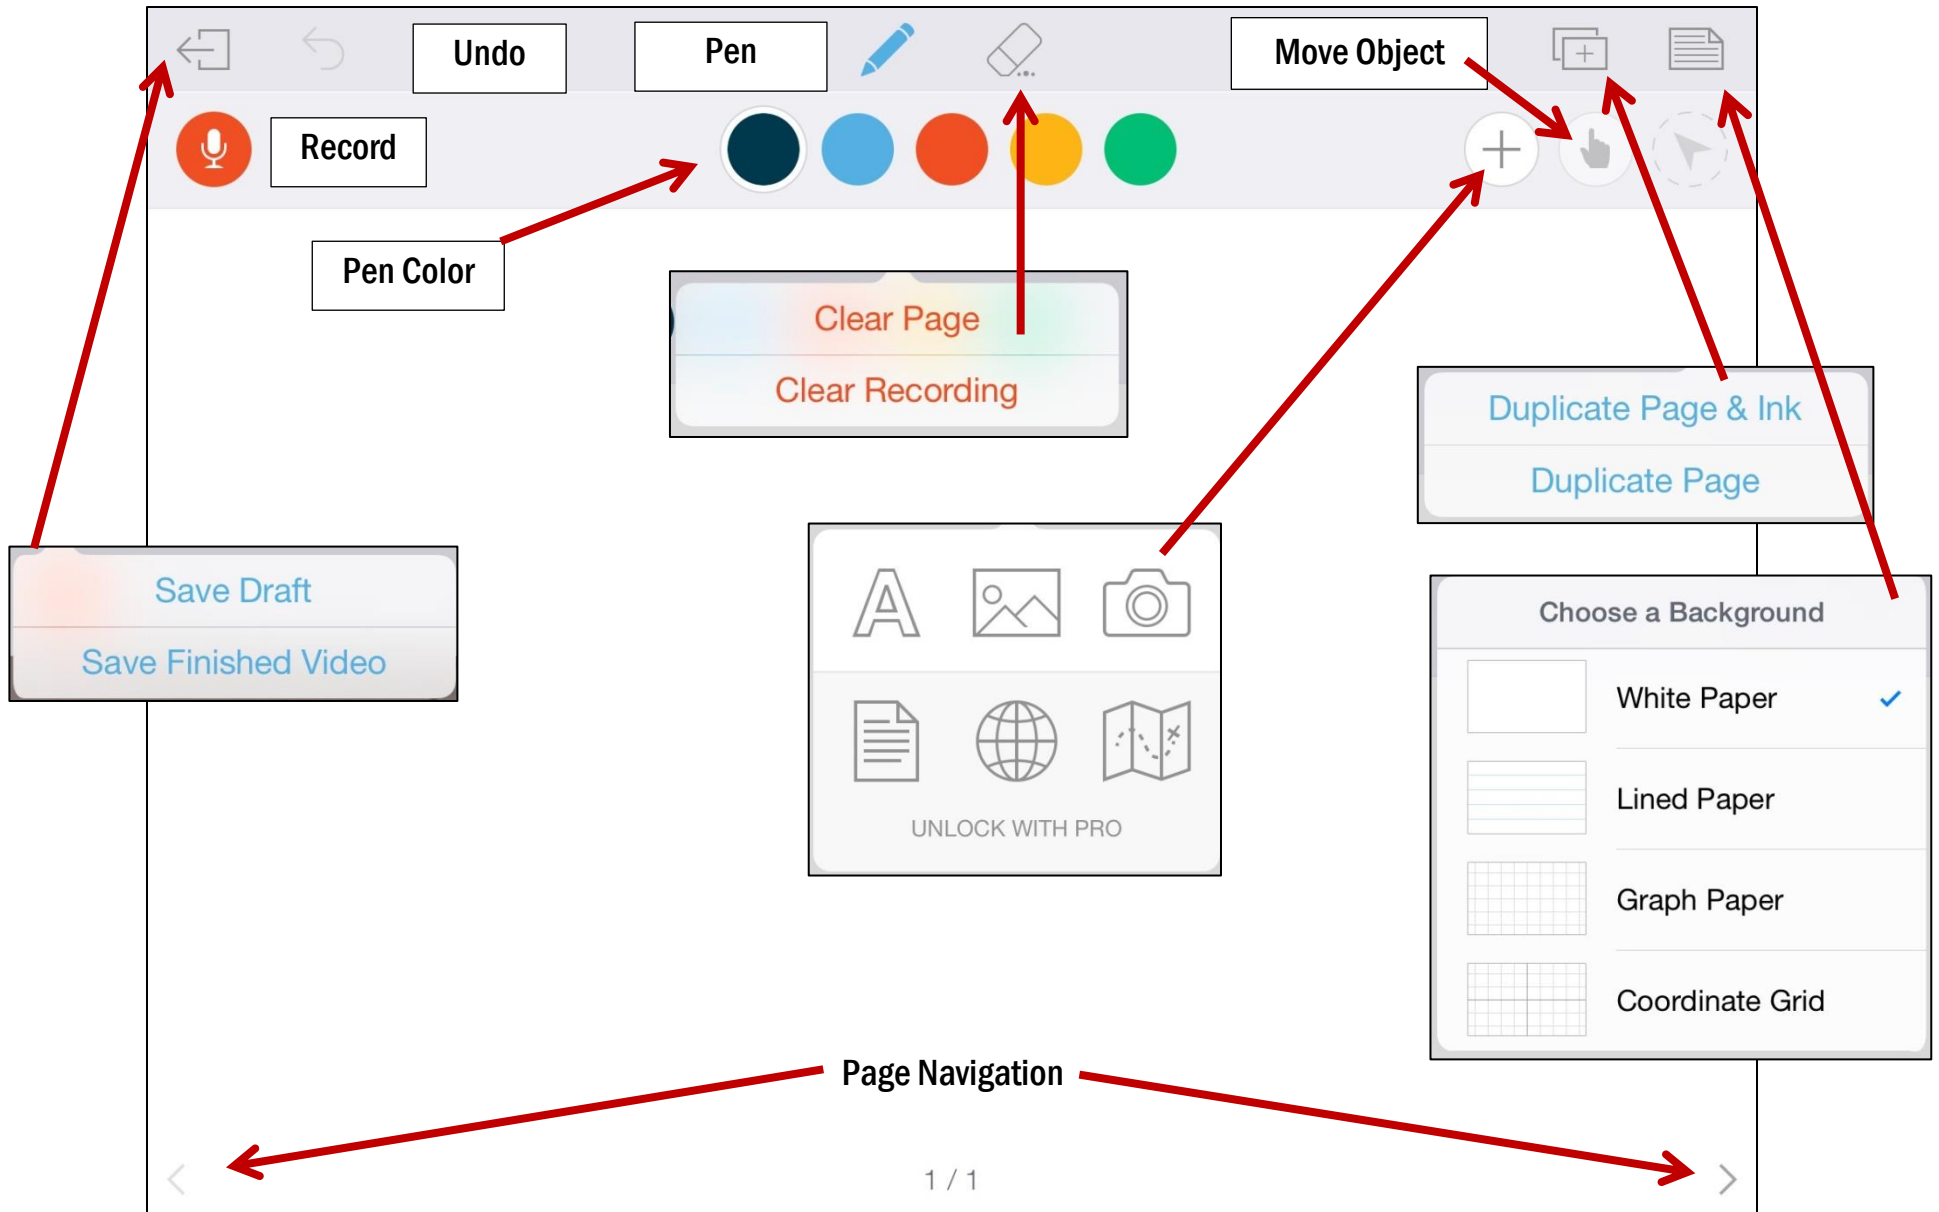 Undo
Pen
Move Object
Record
Pen Color
Clear Page
Clear Recording
Duplicate Page & Ink
Duplicate Page
Save Draft
Save Finished Video
A
UNLOCK WITH PRO
Choose a Background
White Paper
Lined Paper
Graph Paper
Coordinate Grid
Page Navigation
1 / 1